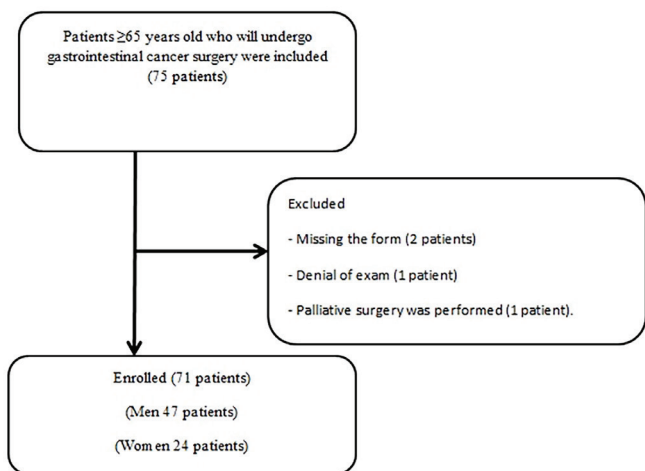 Patients ≥65 years old who will undergo
gastrointestinal cancer surgery were included
(75 patients)
Excluded
- Missing the form (2 patients)
- Denial of exam (1 patient)
- Palliative surgery was performed (1 patient).
Enrolled (71 patients)
(Men 47 patients)
(Women 24 patients)